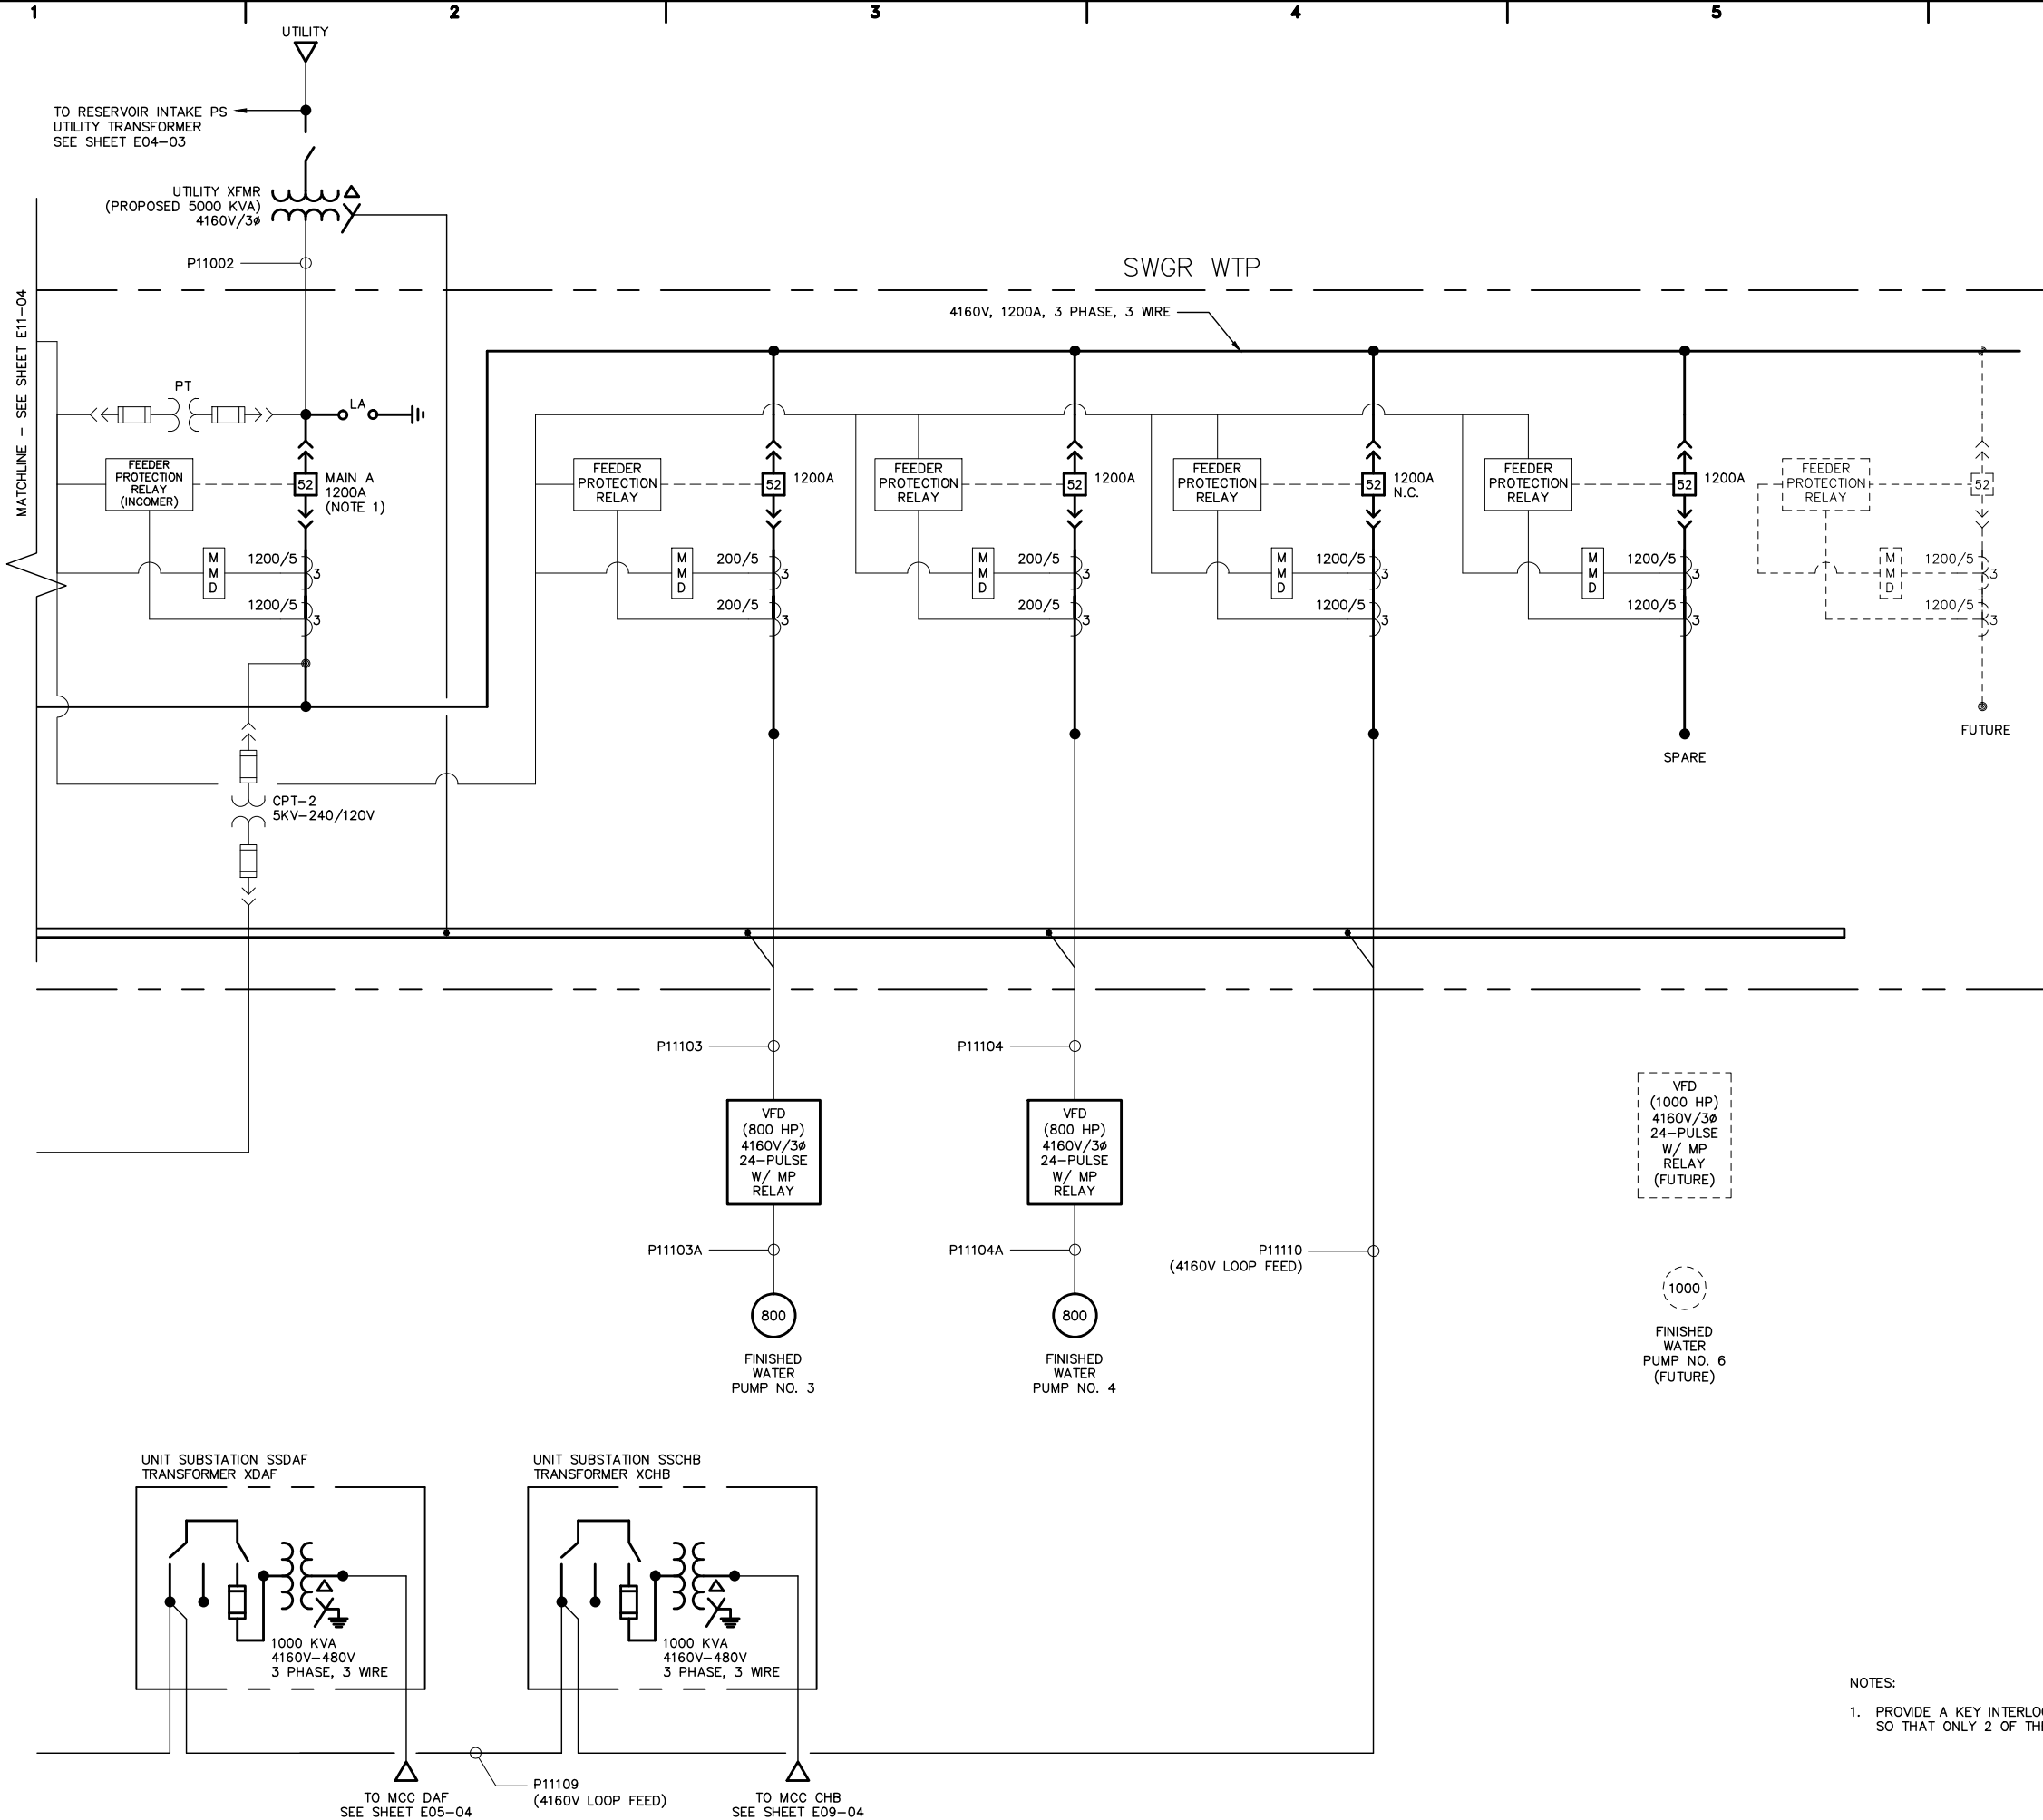 1
2
3
4
5
UTILITY
TO RESERVOIR INTAKE PS
UTILITY TRANSFORMER
SEE SHEET E04-03
UTILITY XFMR
(PROPOSED 5000 KVA)
4160V/3ø
P11002
SWGR WTP
4160V, 1200A, 3 PHASE, 3 WIRE
MATCHLINE - SEE SHEET E11-04
PT
LA
FEEDER
PROTECTION
RELAY
(INCOMER)
52
MAIN A
1200A
(NOTE 1)
M
M
D
1200/5
3
1200/5
3
FEEDER
PROTECTION
RELAY
52
1200A
M
M
D
200/5
3
200/5
3
FEEDER
PROTECTION
RELAY
52
1200A
M
M
D
200/5
3
200/5
3
FEEDER
PROTECTION
RELAY
52
1200A
N.C.
M
M
D
1200/5
3
1200/5
3
FEEDER
PROTECTION
RELAY
52
1200A
M
M
D
1200/5
3
1200/5
3
SPARE
FEEDER
PROTECTION
RELAY
52
M
M
D
1200/5
3
1200/5
3
FUTURE
CPT-2
5KV-240/120V
P11103
VFD
(800 HP)
4160V/3ø
24-PULSE
W/ MP
RELAY
P11103A
800
FINISHED
WATER
PUMP NO. 3
P11104
VFD
(800 HP)
4160V/3ø
24-PULSE
W/ MP
RELAY
P11104A
800
FINISHED
WATER
PUMP NO. 4
P11110
(4160V LOOP FEED)
VFD
(1000 HP)
4160V/3ø
24-PULSE
W/ MP
RELAY
(FUTURE)
1000
FINISHED
WATER
PUMP NO. 6
(FUTURE)
UNIT SUBSTATION SSDAF
TRANSFORMER XDAF
1000 KVA
4160V-480V
3 PHASE, 3 WIRE
TO MCC DAF
SEE SHEET E05-04
UNIT SUBSTATION SSCHB
TRANSFORMER XCHB
1000 KVA
4160V-480V
3 PHASE, 3 WIRE
P11109
(4160V LOOP FEED)
TO MCC CHB
SEE SHEET E09-04
NOTES:
1. PROVIDE A KEY
SO THAT ONLY 2 OF